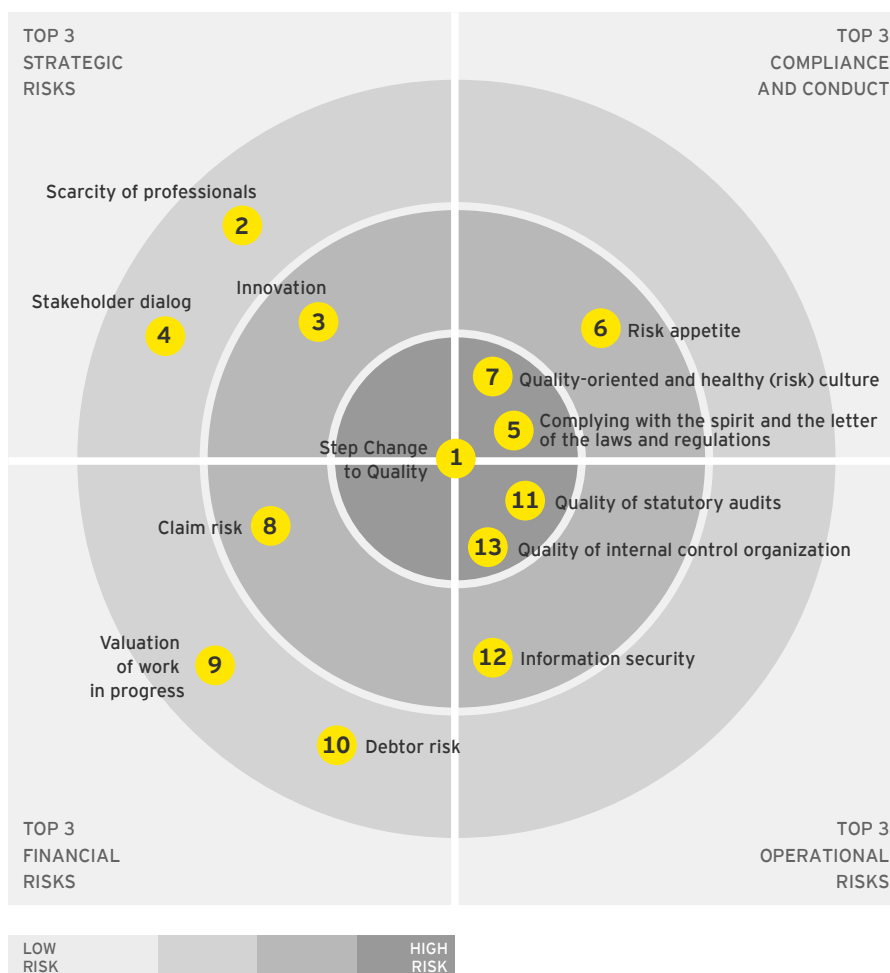 TOP 3
STRATEGIC
RISKS
TOP 3
COMPLIANCE
AND CONDUCT
Scarcity of professionals
2
Stakeholder dialog
4
Innovation
3
6
Risk appetite
7
Quality-oriented and healthy (risk) culture
5
Complying with the spirit and the letter
of the laws and regulations
Step Change
to Quality
1
11
Quality of statutory audits
13
Quality of internal control organization
Claim risk
8
12
Information security
Valuation
of work
in progress
9
10
Debtor risk
TOP 3
FINANCIAL
RISKS
TOP 3
OPERATIONAL
RISKS
LOW
RISK
HIGH
RISK